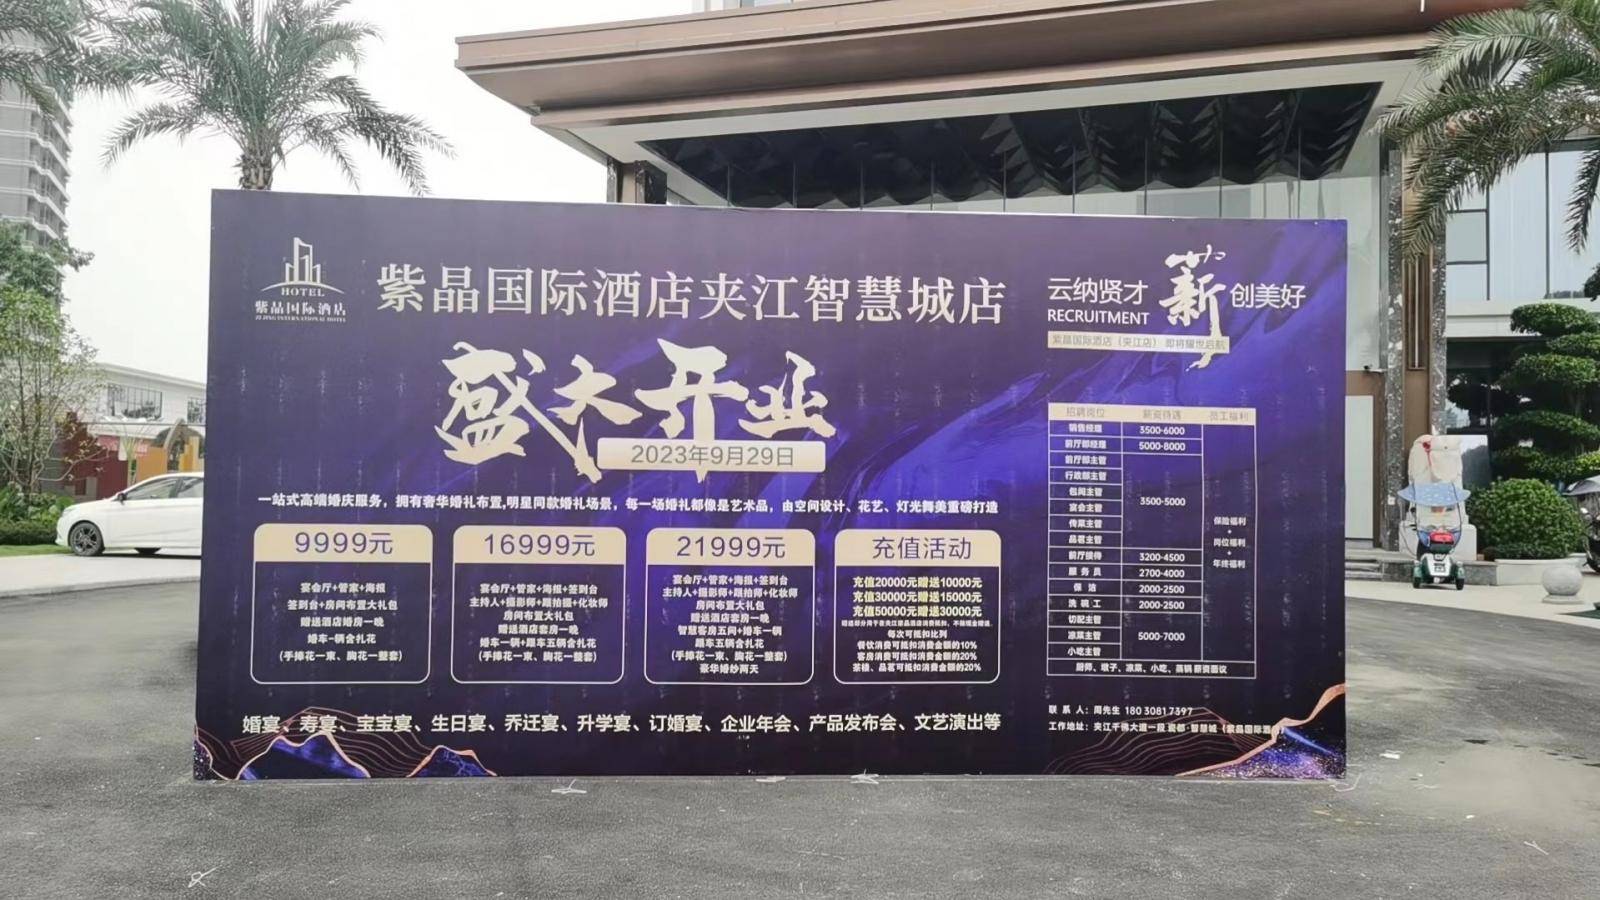 HOTEL
紫晶国际酒店
ZIJING INTERNATIONAL HOTEL
紫晶国际酒店夹江智慧城店
盛大开业
2023年9月29日
一站式高端婚庆服务，拥有奢华婚礼布置,明星同款婚礼场景，每一场婚礼都像是艺术品，由空间设计、花艺、灯光舞美重磅打造
9999元
宴会厅+管家+海报
签到台+房间布置大礼包
赠送酒店婚房一晚
婚车一辆含扎花
(手捧花一束、胸花一整套)
16999元
宴会厅+管家+海报+签到台
主持人+摄影师+跟拍摄+化妆师
房间布置大礼包
赠送酒店套房一晚
婚车一辆+跟车五辆含扎花
(手捧花一束、胸花一整套)
21999元
宴会厅+管家+海报+签到台
主持人+摄影师+跟拍师+化妆师
房间布置大礼包
赠送酒店套房一晚
智慧客房五间+婚车一辆
跟车五辆含扎花
(手捧花一束、胸花一整套)
豪华婚纱两天
充值活动
充值20000元赠送10000元
充值30000元赠送15000元
充值50000元赠送30000元
每次可抵扣比列
餐饮消费可抵扣消费金额的10%
客房消费可抵扣消费金额的20%
茶楼、品茗可抵扣消费金额的20%
婚宴、寿宴、宝宝宴、生日宴、乔迁宴、升学宴、订婚宴、企业年会、产品发布会、文艺演出等
云纳贤才 薪 创美好
RECRUITMENT
紫晶国际酒店（夹江店） 即将耀世启航
招聘岗位 薪资待遇 员工福利
销售经理 3500-6000
前厅部经理 5000-8000
前厅部主管
行政部主管
包间主管
宴会主管 3500-5000
传菜主管
品茗主管
前厅接待 3200-4500
服务员 2700-4000
保洁 2000-2500
洗碗工 2000-2500
切配主管
凉菜主管 5000-7000
小吃主管
保险福利
+
岗位福利
+
年终福利
厨师、墩子、凉菜、小吃、蒸锅 薪资面议
联系人：周先生 180 3081 7397
工作地址：夹江千佛大道一段瓷都·智慧城（紫晶国际酒店）